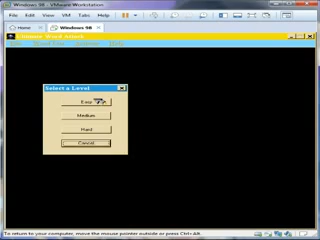 Windows 98 - VMware Workstation
File Edit View VM Tabs Help
Home Windows 98
Select a Level
Easy
Medium
Hard
Cancel
To return to your computer, move the mouse pointer outside or press Ctrl+Alt.